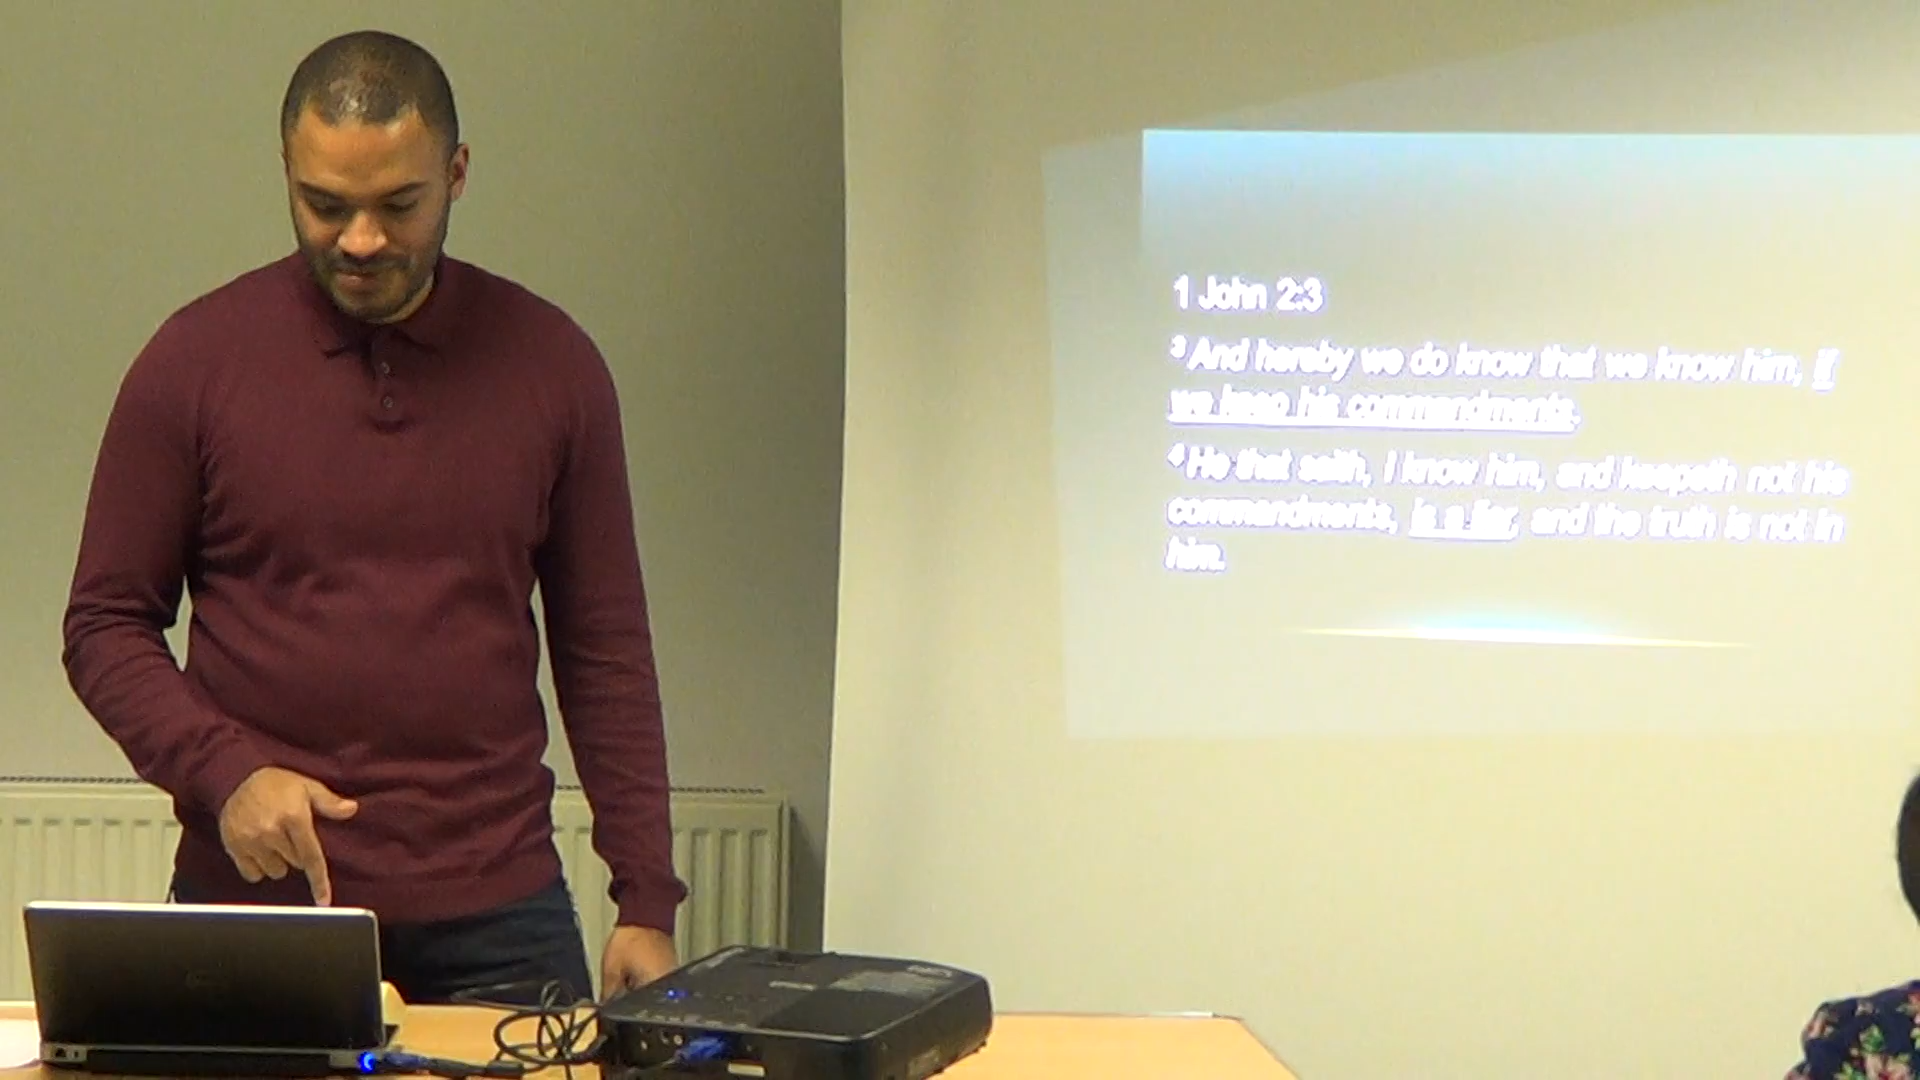 1 John 2:3
3 And hereby we do know that we know him, if
we keep his commandments.
4 He that saith, I know him, and keepeth not his
commandments, is a liar, and the truth is not in
him.